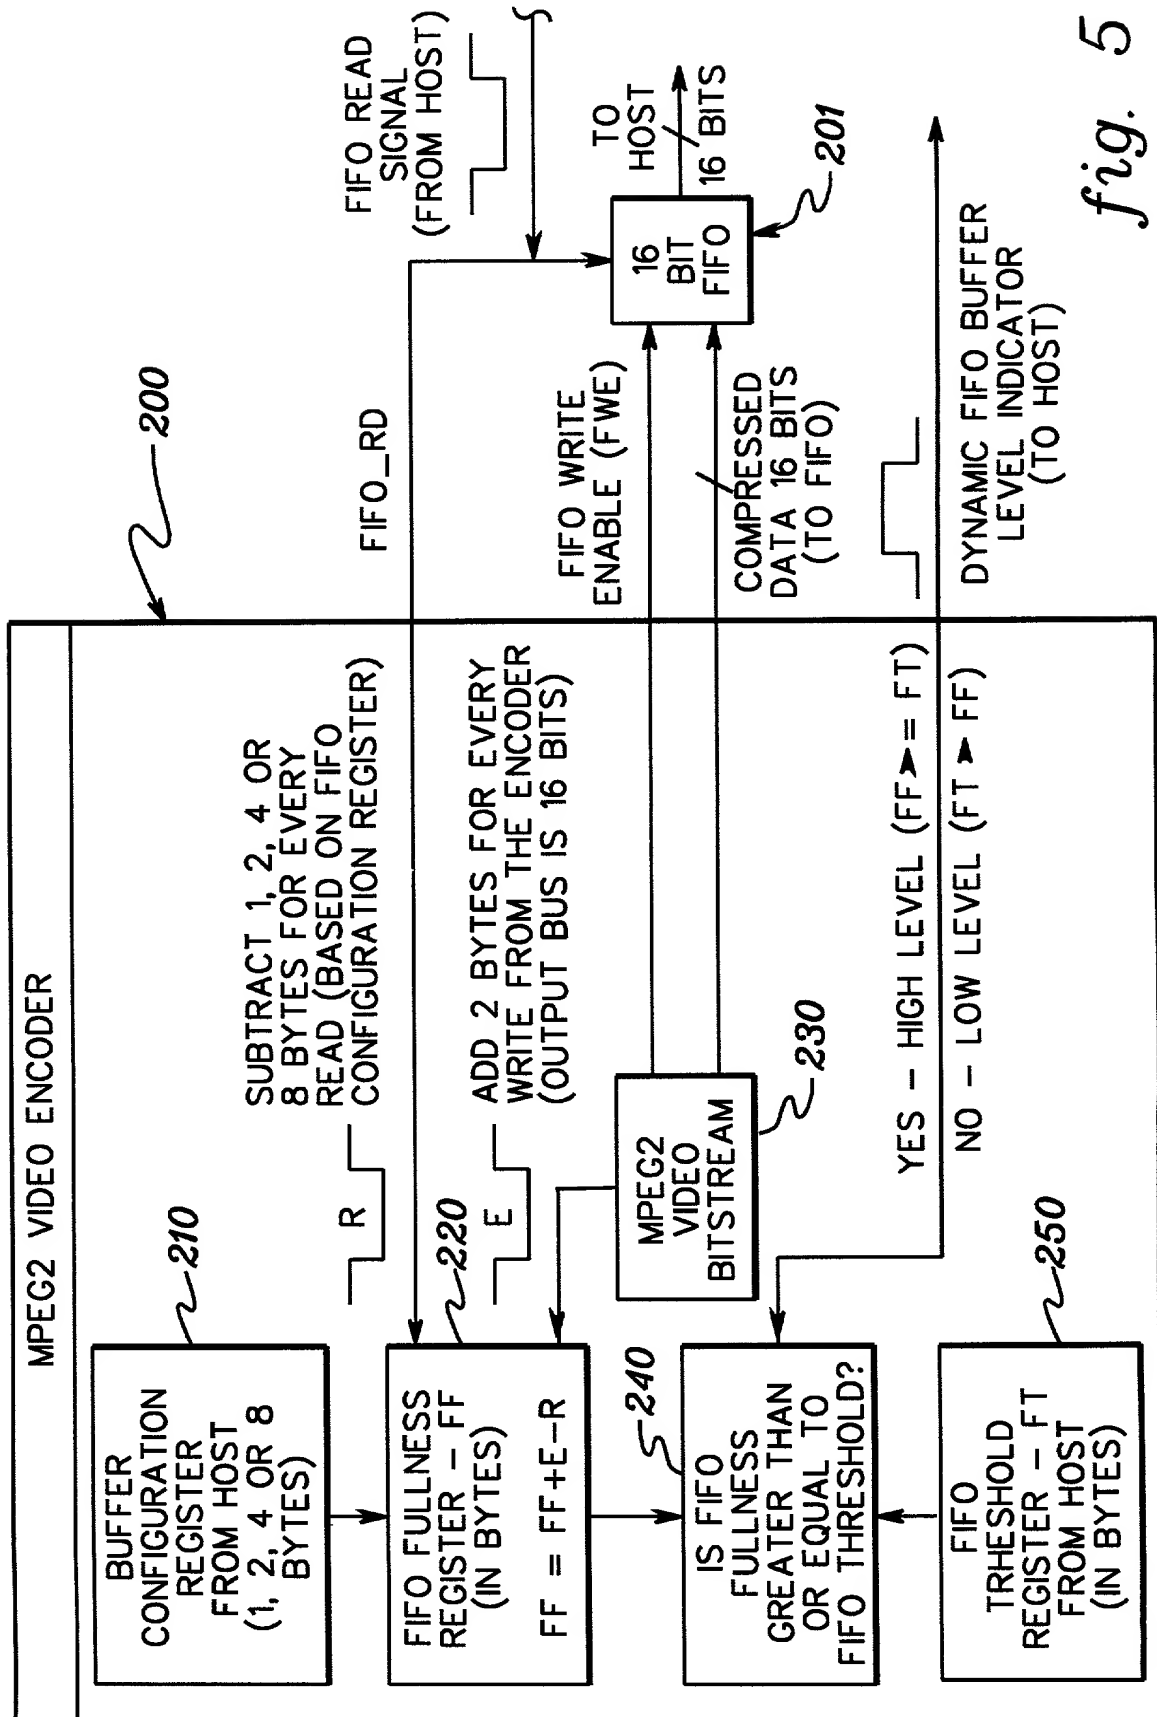 MPEG2 VIDEO ENCODER
200
BUFFER
CONFIGURATION
REGISTER
FROM HOST
(1, 2, 4 OR 8
BYTES)
210
SUBTRACT 1, 2, 4 OR
8 BYTES FOR EVERY
READ (BASED ON FIFO
CONFIGURATION REGISTER)
R
FIFO_RD
FIFO READ
SIGNAL
(FROM HOST)
FIFO FULLNESS
REGISTER – FF
(IN BYTES)
FF = FF+E–R
220
E
ADD 2 BYTES FOR EVERY
WRITE FROM THE ENCODER
(OUTPUT BUS IS 16 BITS)
FIFO WRITE
ENABLE (FWE)
16
BIT
FIFO
TO
HOST
16 BITS
201
MPEG2
VIDEO
BITSTREAM
230
COMPRESSED
DATA 16 BITS
(TO FIFO)
IS FIFO
FULLNESS
GREATER THAN
OR EQUAL TO
FIFO THRESHOLD?
240
YES – HIGH LEVEL (FF>= FT)
NO – LOW LEVEL (FT > FF)
DYNAMIC FIFO BUFFER
LEVEL INDICATOR
(TO HOST)
FIFO
TRHESHOLD
REGISTER – FT
FROM HOST
(IN BYTES)
250
fig. 5